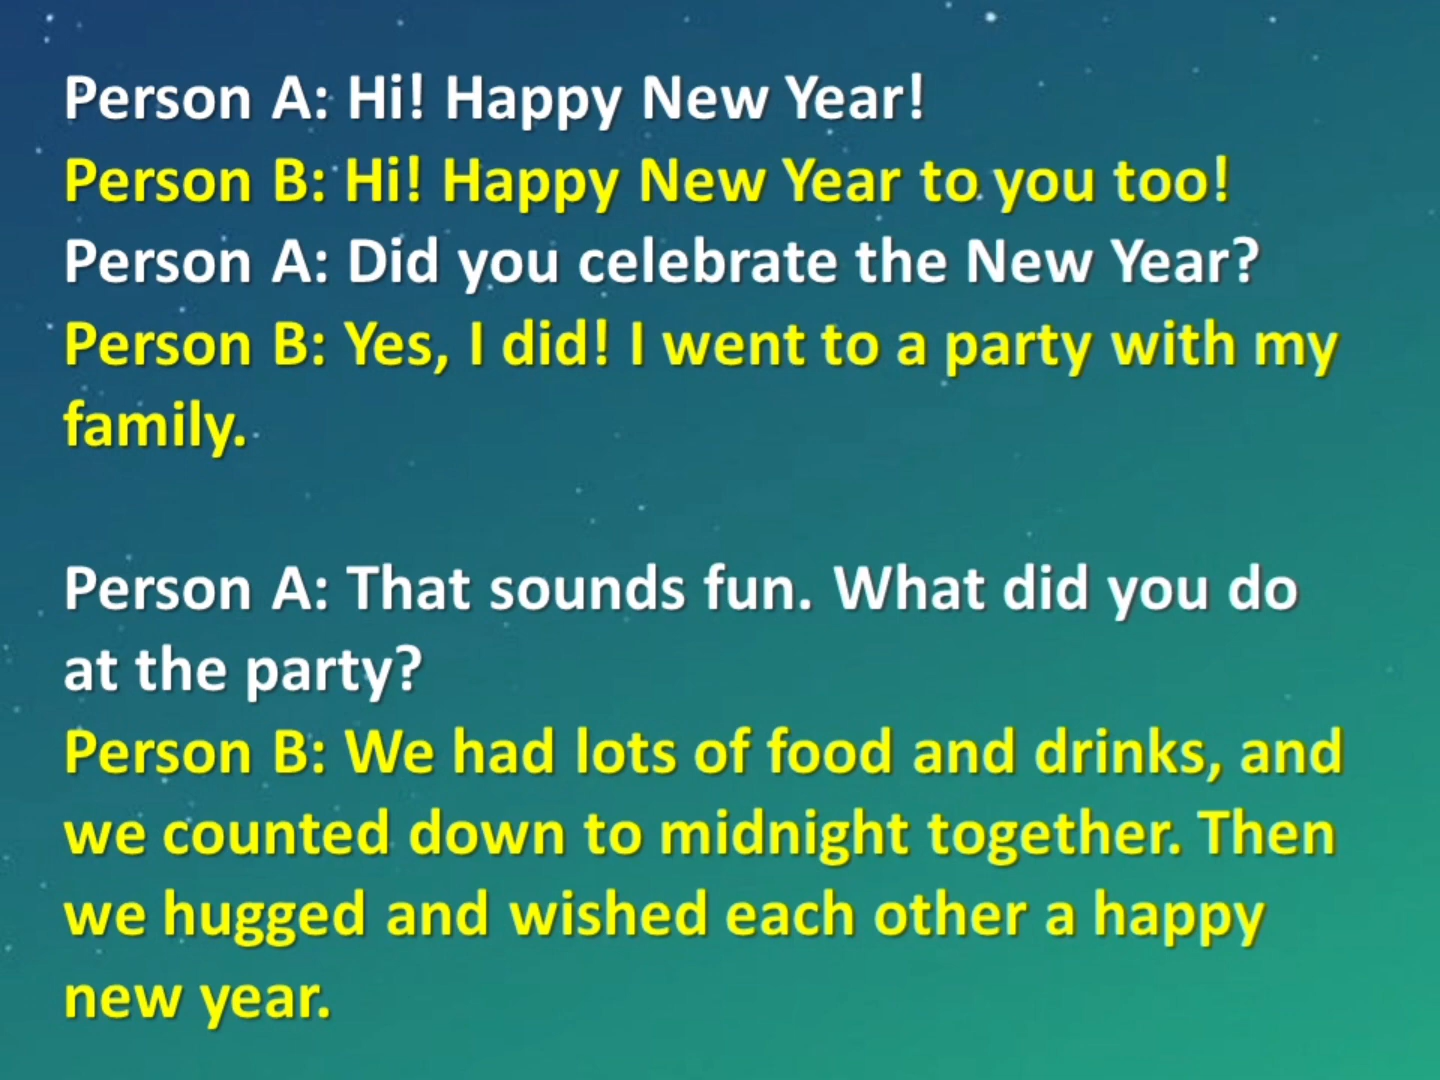 Person A: Hi! Happy New Year!
Person B: Hi! Happy New Year to you too!
Person A: Did you celebrate the New Year?
Person B: Yes, I did! I went to a party with my
family.
Person A: That sounds fun. What did you do
at the party?
Person B: We had lots of food and drinks, and
we counted down to midnight together. Then
we hugged and wished each other a happy
new year.